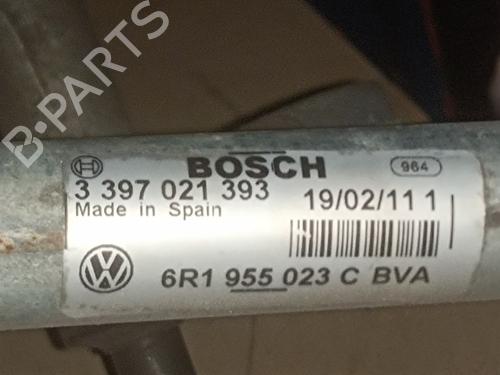 B-PARTS
BOSCH
964
3 397 021 393
19/02/11 1
Made in Spain
6R1 955 023 C BVA